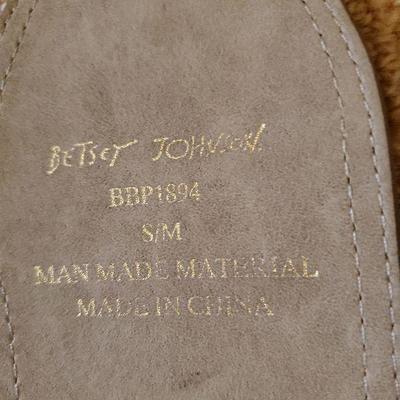 BETSEY JOHNSON.
BBP1894
S/M
MAN MADE MATERIAL
MADE IN CHINA